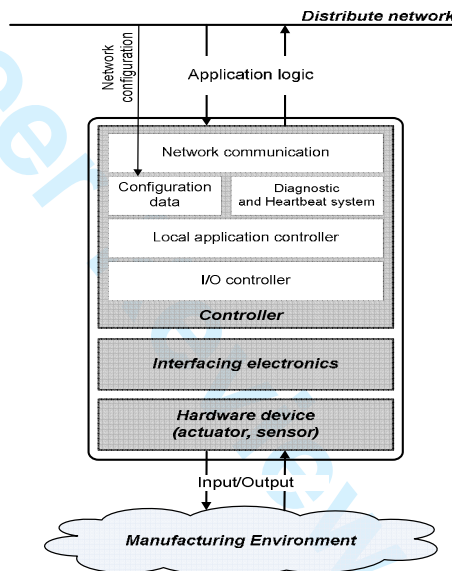 Distribute network
Network
configuration
Application logic
Network communication
Configuration
data
Diagnostic
and Heartbeat system
Local application controller
I/O controller
Controller
Interfacing electronics
Hardware device
(actuator, sensor)
Input/Output
Manufacturing Environment